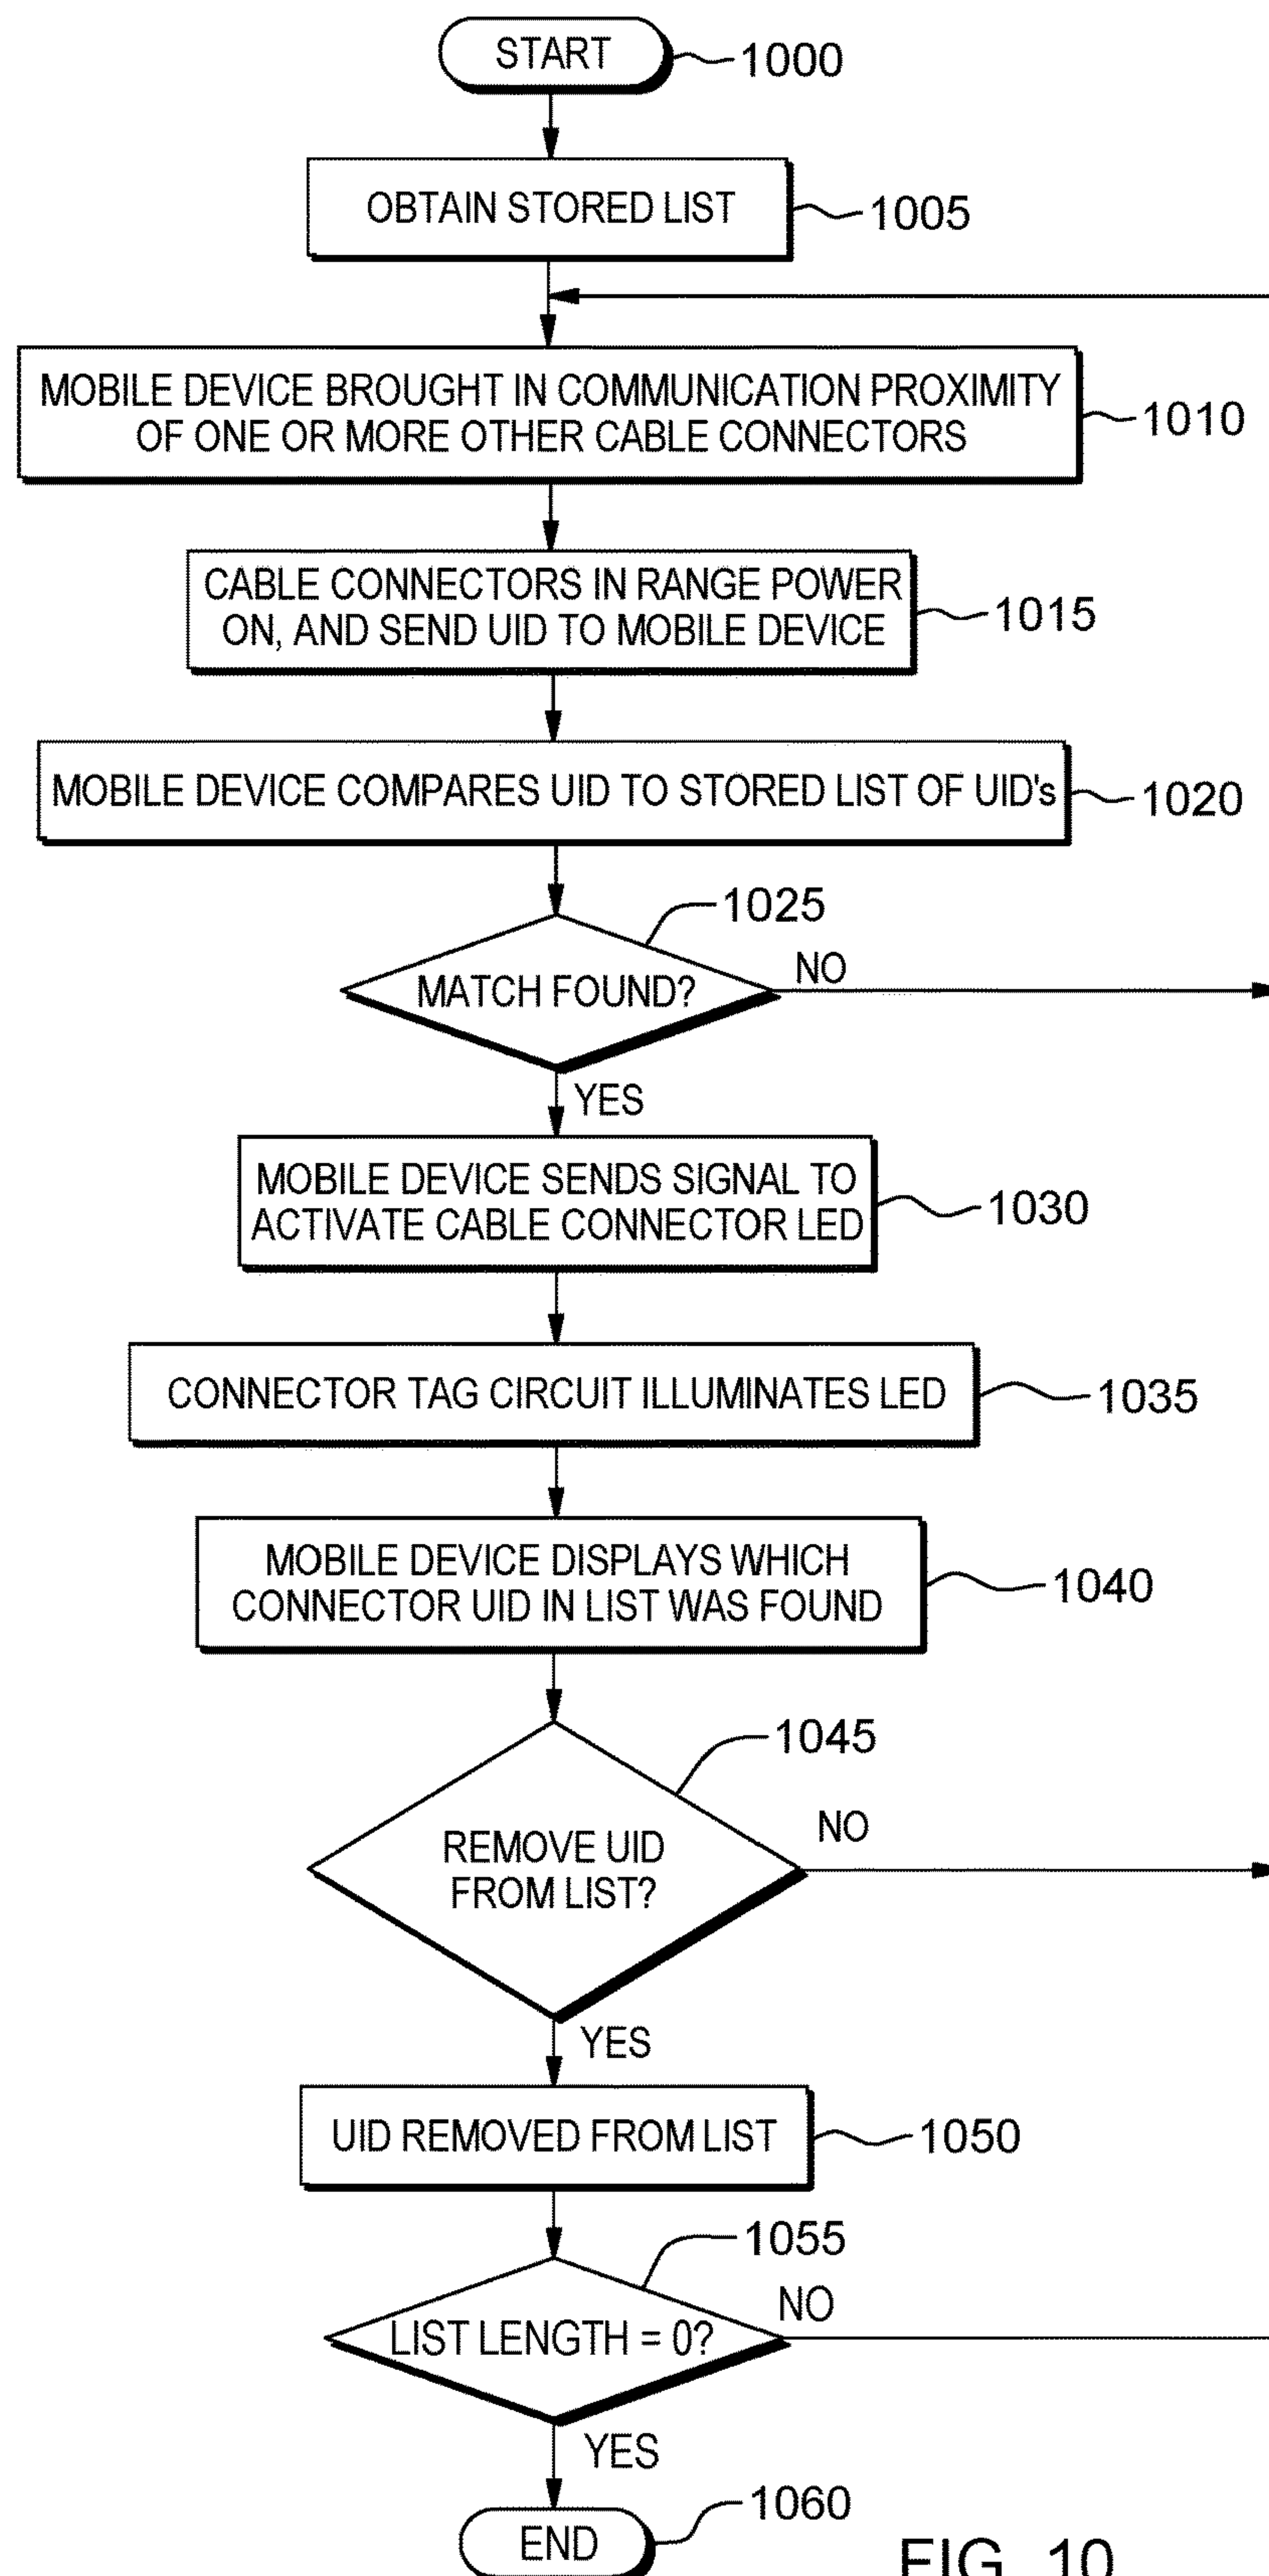 START
1000
OBTAIN STORED LIST
1005
MOBILE DEVICE BROUGHT IN COMMUNICATION PROXIMITY
OF ONE OR MORE OTHER CABLE CONNECTORS
1010
CABLE CONNECTORS IN RANGE POWER
ON, AND SEND UID TO MOBILE DEVICE
1015
MOBILE DEVICE COMPARES UID TO STORED LIST OF UID's
1020
1025
MATCH FOUND?
NO
YES
MOBILE DEVICE SENDS SIGNAL TO
ACTIVATE CABLE CONNECTOR LED
1030
CONNECTOR TAG CIRCUIT ILLUMINATES LED
1035
MOBILE DEVICE DISPLAYS WHICH
CONNECTOR UID IN LIST WAS FOUND
1040
1045
REMOVE UID
FROM LIST?
NO
YES
UID REMOVED FROM LIST
1050
1055
LIST LENGTH = 0?
NO
YES
1060
END
FIG. 10